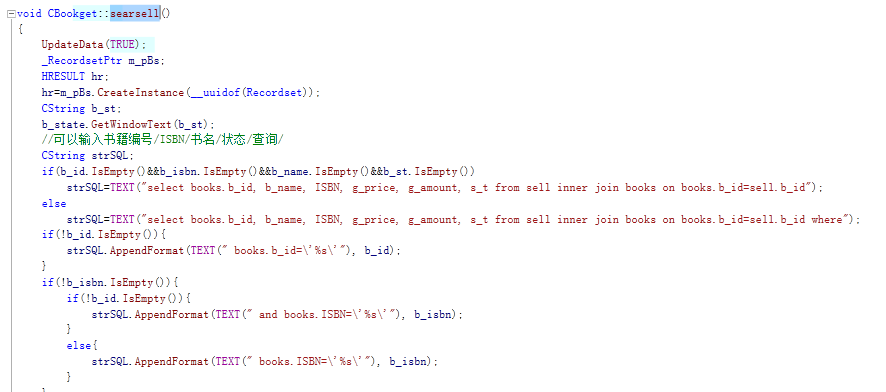 void CBookget::searsell()
{
UpdateData(TRUE);
_RecordsetPtr m_pBs;
HRESULT hr;
hr=m_pBs.CreateInstance(__uuidof(Recordset));
CString b_st;
b_state.GetWindowText(b_st);
//可以输入书籍编号/ISBN/书名/状态/查询/
CString strSQL;
if(b_id.IsEmpty()&&b_isbn.IsEmpty()&&b_name.IsEmpty()&&b_st.IsEmpty())
strSQL=TEXT("select books.b_id, b_name, ISBN, g_price, g_amount, s_t from sell inner join books on books.b_id=sell.b_id");
else
strSQL=TEXT("select books.b_id, b_name, ISBN, g_price, g_amount, s_t from sell inner join books on books.b_id=sell.b_id where");
if(!b_id.IsEmpty()){
strSQL.AppendFormat(TEXT(" books.b_id=\'%s\'"), b_id);
}
if(!b_isbn.IsEmpty()){
if(!b_id.IsEmpty()){
strSQL.AppendFormat(TEXT(" and books.ISBN=\'%s\'"), b_isbn);
}
else{
strSQL.AppendFormat(TEXT(" books.ISBN=\'%s\'"), b_isbn);
}